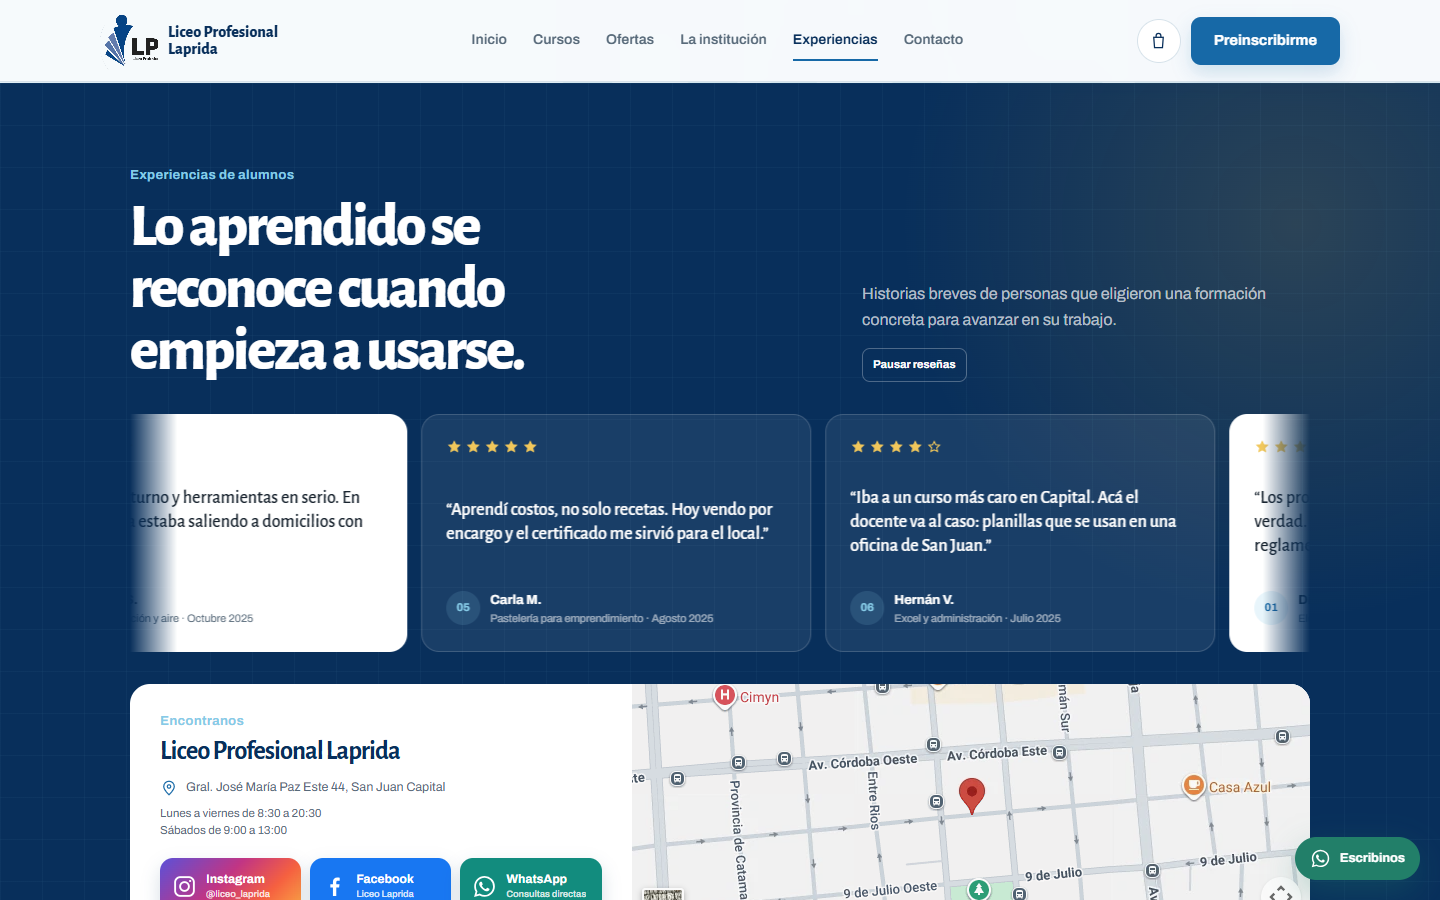 LP
Liceo Profesional
Laprida
Inicio
Cursos
Ofertas
La institución
Experiencias
Contacto
Preinscribirme
Experiencias de alumnos
Lo aprendido se
reconoce cuando
empieza a usarse.
Historias breves de personas que eligieron una formación
concreta para avanzar en su trabajo.
Pausar reseñas
turno y herramientas en serio. En
estaba saliendo a domicilios con
ión y aire · Octubre 2025
“Aprendí costos, no solo recetas. Hoy vendo por
encargo y el certificado me sirvió para el local.”
05
Carla M.
Pastelería para emprendimiento · Agosto 2025
“Iba a un curso más caro en Capital. Acá el
docente va al caso: planillas que se usan en una
oficina de San Juan.”
06
Hernán V.
Excel y administración · Julio 2025
“Los pro
verdad.
reglame
01
Encontranos
Liceo Profesional Laprida
Gral. José María Paz Este 44, San Juan Capital
Lunes a viernes de 8:30 a 20:30
Sábados de 9:00 a 13:00
Instagram
@liceo_laprida
Facebook
Liceo Laprida
WhatsApp
Consultas directas
H
Cimyn
Av. Córdoba Oeste
Av. Córdoba Este
mán Sur
Entre Rios
Provincia de Catama
Casa Azul
9 de Julio Oeste
9 de Julio
9 de Julio
Av
Escribinos